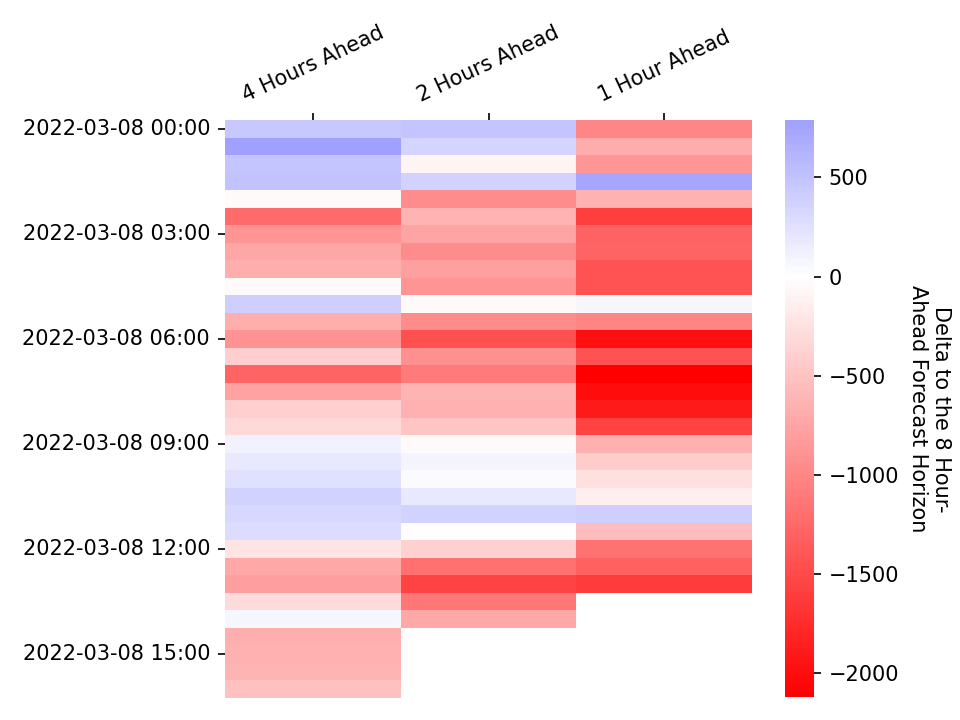 4 Hours Ahead
2 Hours Ahead
1 Hour Ahead
2022-03-08 00:00
2022-03-08 03:00
2022-03-08 06:00
2022-03-08 09:00
2022-03-08 12:00
2022-03-08 15:00
500
0
−500
−1000
−1500
−2000
Delta to the 8 Hour-
Ahead Forecast Horizon